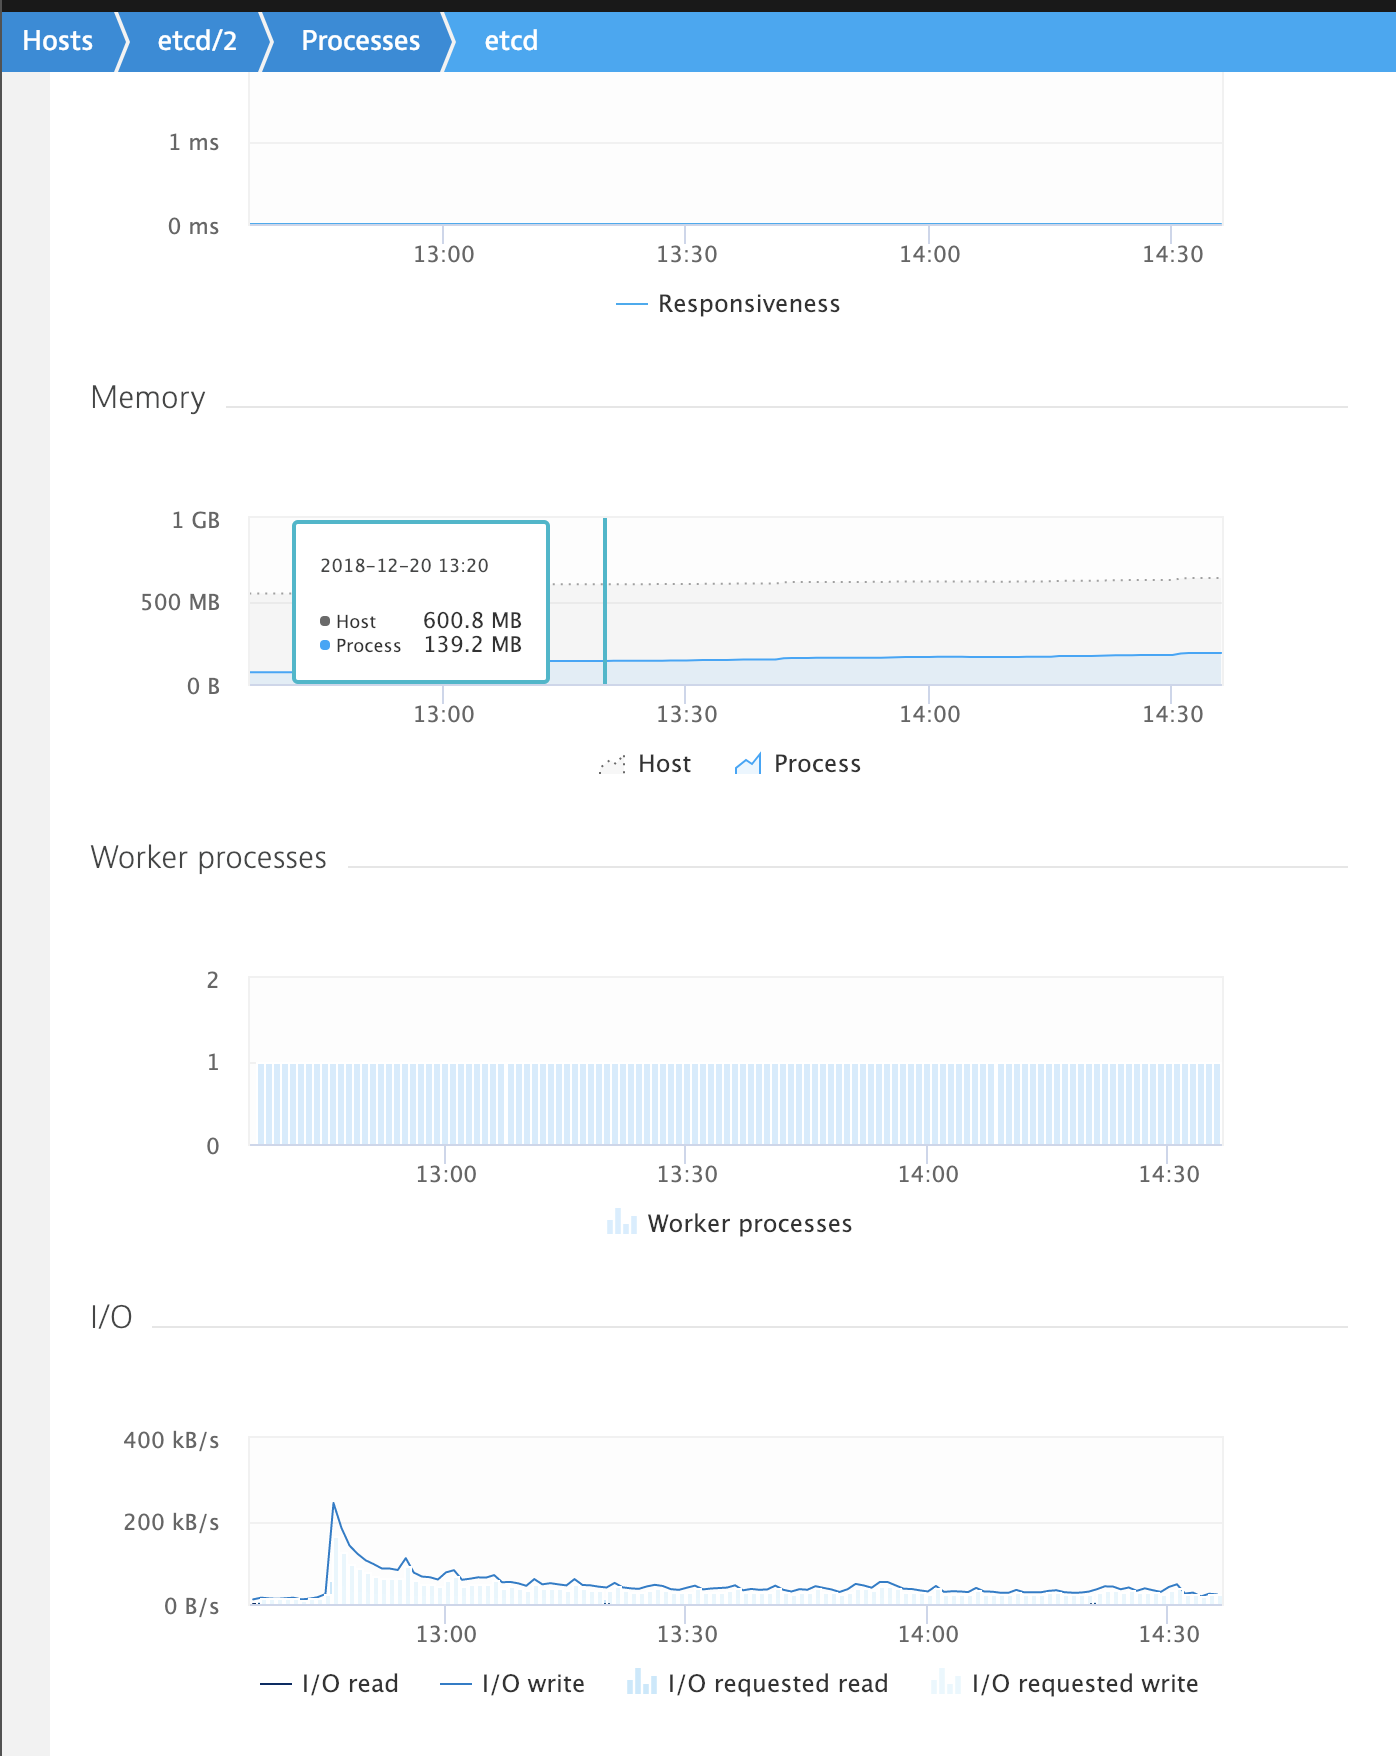 Hosts etcd/2 Processes etcd
1 ms
0 ms
13:00 13:30 14:00 14:30
Responsiveness
Memory
1 GB
2018-12-20 13:20
500 MB
Host 600.8 MB
Process 139.2 MB
0 B
13:00 13:30 14:00 14:30
Host Process
Worker processes
2
1
0
13:00 13:30 14:00 14:30
Worker processes
I/O
400 kB/s
200 kB/s
0 B/s
13:00 13:30 14:00 14:30
I/O read I/O write I/O requested read I/O requested write